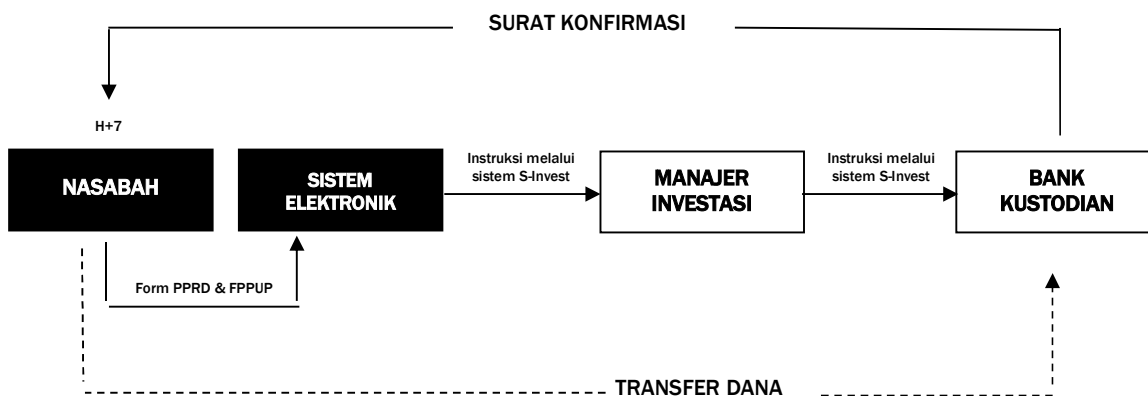 SURAT KONFIRMASI
H+7
NASABAH
SISTEM
ELEKTRONIK
Instruksi melalui
sistem S-Invest
MANAJER
INVESTASI
Instruksi melalui
sistem S-Invest
BANK
KUSTODIAN
Form PPRD & FPPUP
TRANSFER DANA